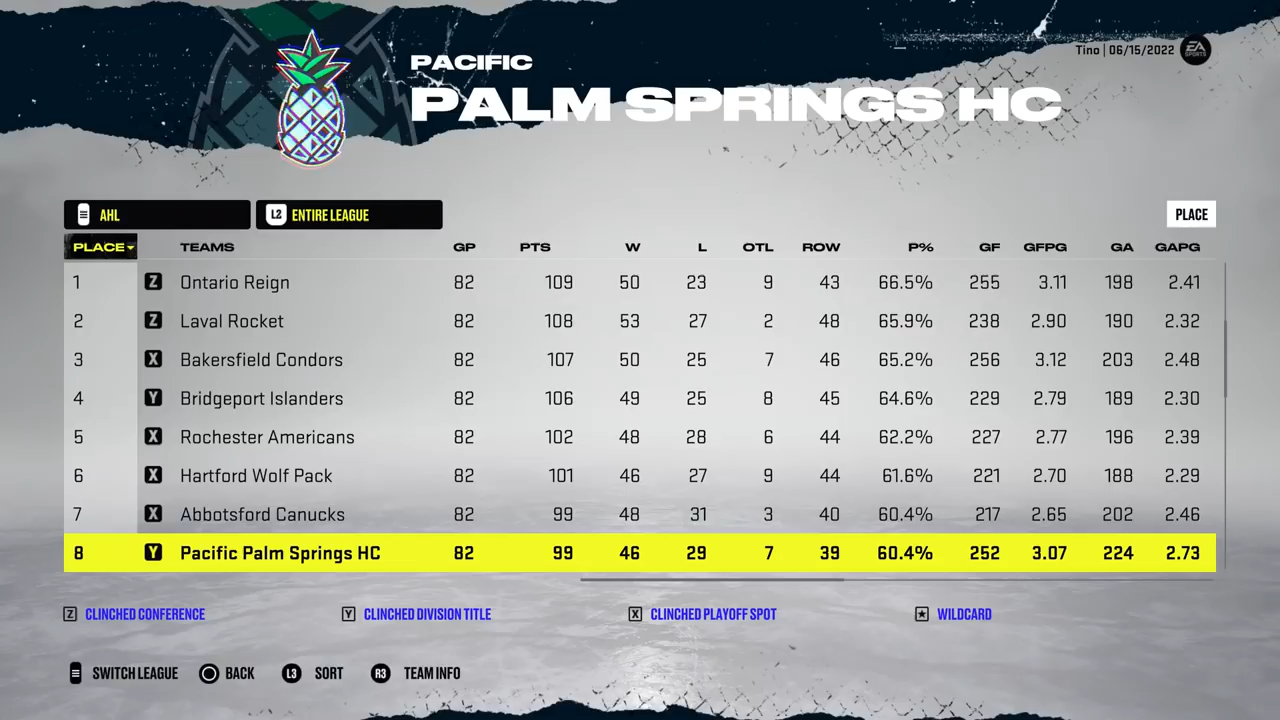 PACIFIC
PALM SPRINGS HC
Tino | 06/15/2022 EA SPORTS
AHL L2 ENTIRE LEAGUE PLACE
PLACE TEAMS GP PTS W L OTL ROW P% GF GFPG GA GAPG
1 Z Ontario Reign 82 109 50 23 9 43 66.5% 255 3.11 198 2.41
2 Z Laval Rocket 82 108 53 27 2 48 65.9% 238 2.90 190 2.32
3 X Bakersfield Condors 82 107 50 25 7 46 65.2% 256 3.12 203 2.48
4 Y Bridgeport Islanders 82 106 49 25 8 45 64.6% 229 2.79 189 2.30
5 X Rochester Americans 82 102 48 28 6 44 62.2% 227 2.77 196 2.39
6 X Hartford Wolf Pack 82 101 46 27 9 44 61.6% 221 2.70 188 2.29
7 X Abbotsford Canucks 82 99 48 31 3 40 60.4% 217 2.65 202 2.46
8 Y Pacific Palm Springs HC 82 99 46 29 7 39 60.4% 252 3.07 224 2.73
Z CLINCHED CONFERENCE Y CLINCHED DIVISION TITLE X CLINCHED PLAYOFF SPOT ★ WILDCARD
SWITCH LEAGUE BACK L3 SORT R3 TEAM INFO